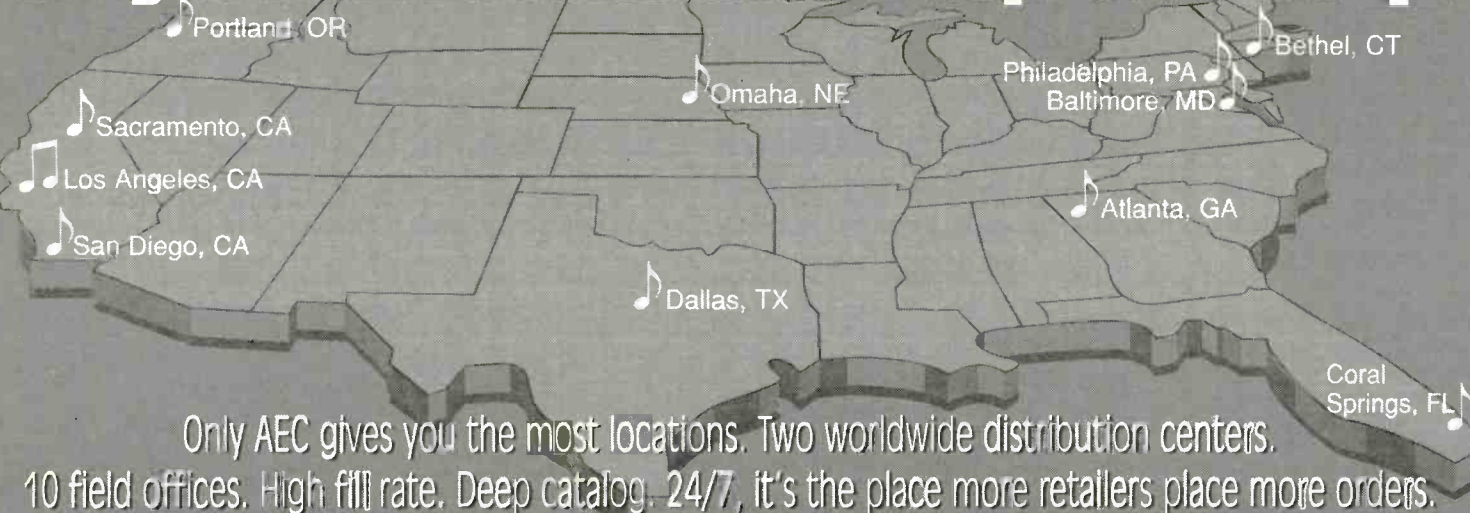 Portland, OR
Bethel, CT
Philadelphia, PA
Omaha, NE
Baltimore, MD
Sacramento, CA
Los Angeles, CA
Atlanta, GA
San Diego, CA
Dallas, TX
Coral
Springs, FL
Only AEC gives you the most locations. Two worldwide distribution centers.
10 field offices. High fill rate. Deep catalog. 24/7, it's the place more retailers place more orders.